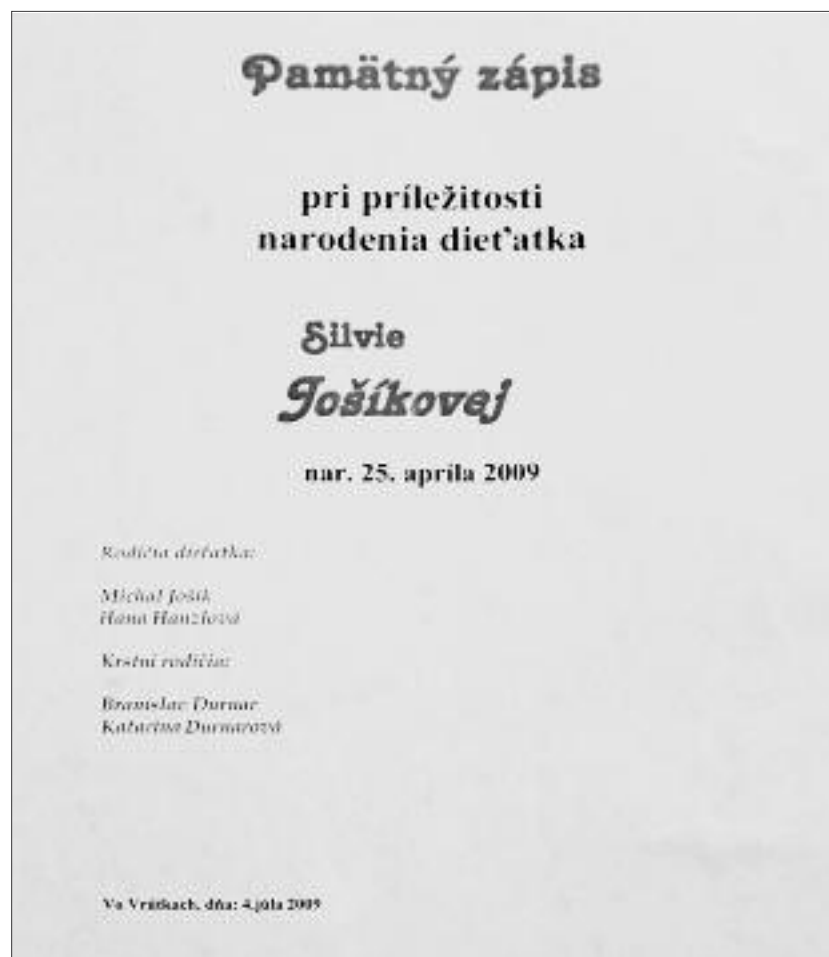 Pamätný zápis
pri príležitosti
narodenia dieťatka
Silvie
Jošíkovej
nar. 25. apríla 2009
Rodičia dieťatka:
Michal Jošík
Hana Hanzlová
Krstní rodičia:
Branislav Durnar
Katarína Durnarová
Vo Vrútkach, dňa: 4.júla 2009